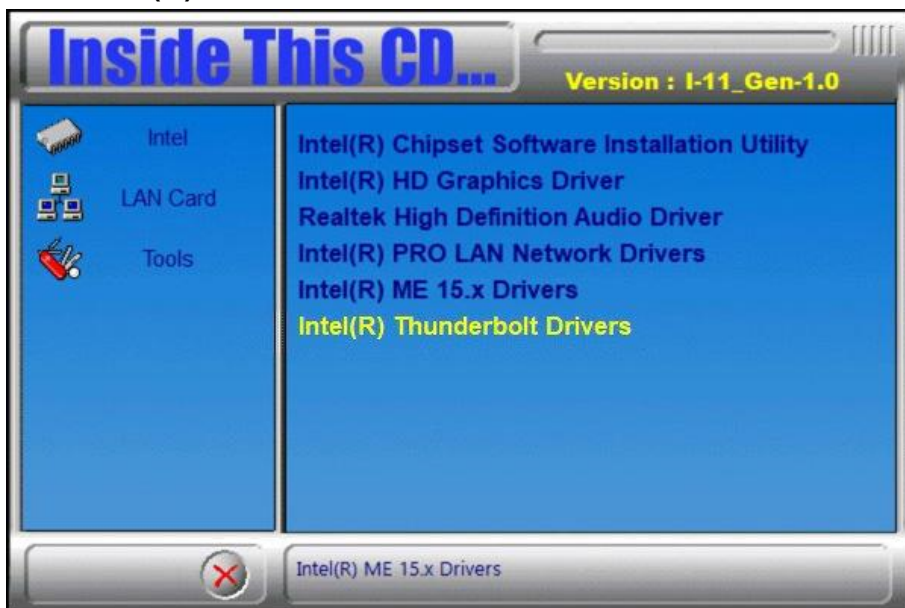 Inside This CD...
Version : I-11_Gen-1.0
Intel
LAN Card
Tools
Intel(R) Chipset Software Installation Utility
Intel(R) HD Graphics Driver
Realtek High Definition Audio Driver
Intel(R) PRO LAN Network Drivers
Intel(R) ME 15.x Drivers
Intel(R) Thunderbolt Drivers
Intel(R) ME 15.x Drivers